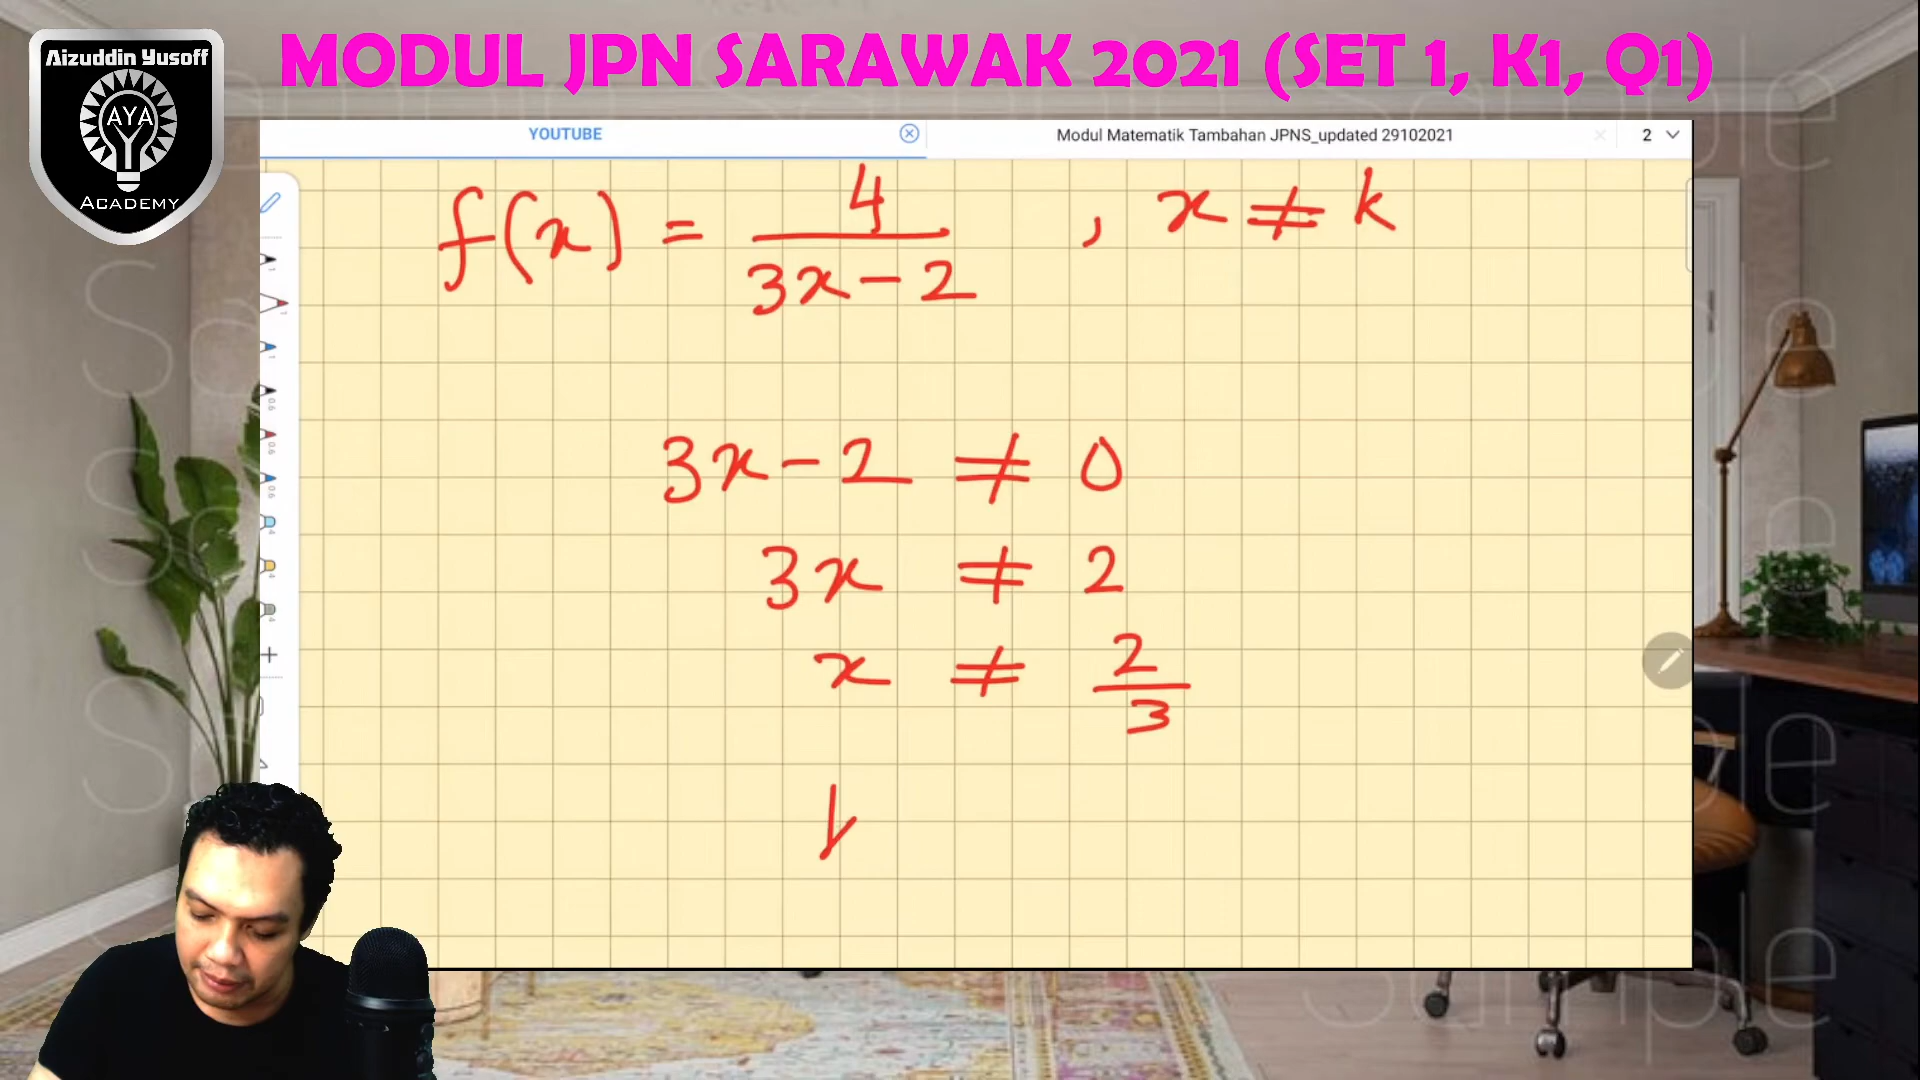 Aizuddin Yusoff
AYA
ACADEMY
MODUL JPN SARAWAK 2021 (SET 1, K1, Q1)
YOUTUBE
Modul Matematik Tambahan JPNS_updated 29102021
2
f(x) = 4 / (3x - 2) , x ≠ k
3x - 2 ≠ 0
3x ≠ 2
x ≠ 2/3
Sample